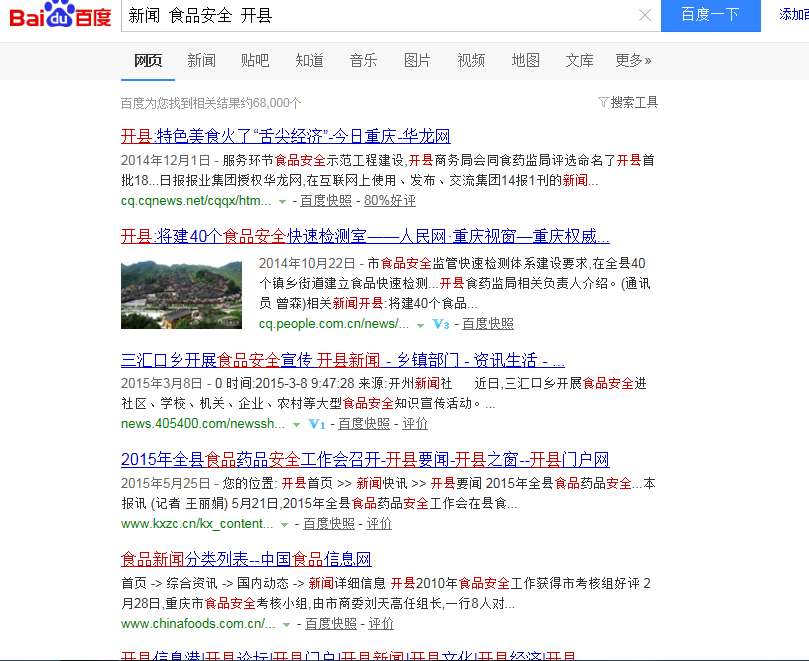 Bai du 百度
新闻 食品安全 开县
百度一下
添加百
网页 新闻 贴吧 知道 音乐 图片 视频 地图 文库 更多»
百度为您找到相关结果约68,000个
搜索工具
开县:特色美食火了“舌尖经济”-今日重庆-华龙网
2014年12月1日 - 服务环节食品安全示范工程建设,开县商务局会同食药监局评选命名了开县首
批18...日报报业集团授权华龙网,在互联网上使用、发布、交流集团14报1刊的新闻...
cq.cqnews.net/cqqx/htm... - 百度快照 - 80%好评
开县:将建40个食品安全快速检测室——人民网·重庆视窗—重庆权威...
2014年10月22日 - 市食品安全监管快速检测体系建设要求,在全县40
个镇乡街道建立食品快速检测...开县食药监局相关负责人介绍。(通讯
员 曾森)相关新闻开县:将建40个食品...
cq.people.com.cn/news/... V3 - 百度快照
三汇口乡开展食品安全宣传 开县新闻 - 乡镇部门 - 资讯生活 - ...
2015年3月8日 - 0 时间:2015-3-8 9:47:28 来源:开州新闻社 近日,三汇口乡开展食品安全进
社区、学校、机关、企业、农村等大型食品安全知识宣传活动。...
news.405400.com/newssh... V1 - 百度快照 - 评价
2015年全县食品药品安全工作会召开-开县要闻-开县之窗--开县门户网
2015年5月25日 - 您的位置: 开县首页 >> 新闻快讯 >> 开县要闻 2015年全县食品药品安全...本
报讯 (记者 王丽娟) 5月21日,2015年全县食品药品安全工作会在县食...
www.kxzc.cn/kx_content... - 百度快照 - 评价
食品新闻分类列表--中国食品信息网
首页 -> 综合资讯 -> 国内动态 -> 新闻详细信息 开县2010年食品安全工作获得市考核组好评 2
月28日,重庆市食品安全考核小组,由市商委刘天高任组长,一行8人对...
www.chinafoods.com.cn/... - 百度快照 - 评价
开县信息港|开县论坛|开县门户|开县新闻|开县文化|开县经济|开县